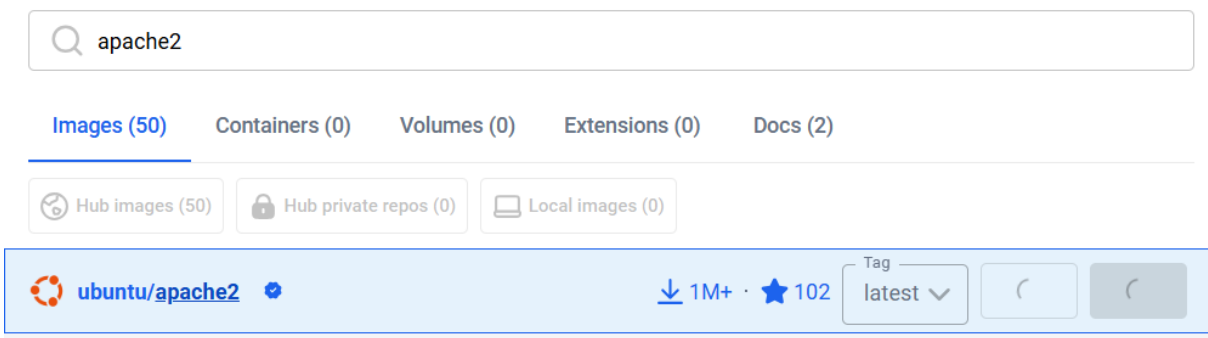 apache2
Images (50) Containers (0) Volumes (0) Extensions (0) Docs (2)
Hub images (50) Hub private repos (0) Local images (0)
Tag
ubuntu/apache2 1M+ · 102 latest